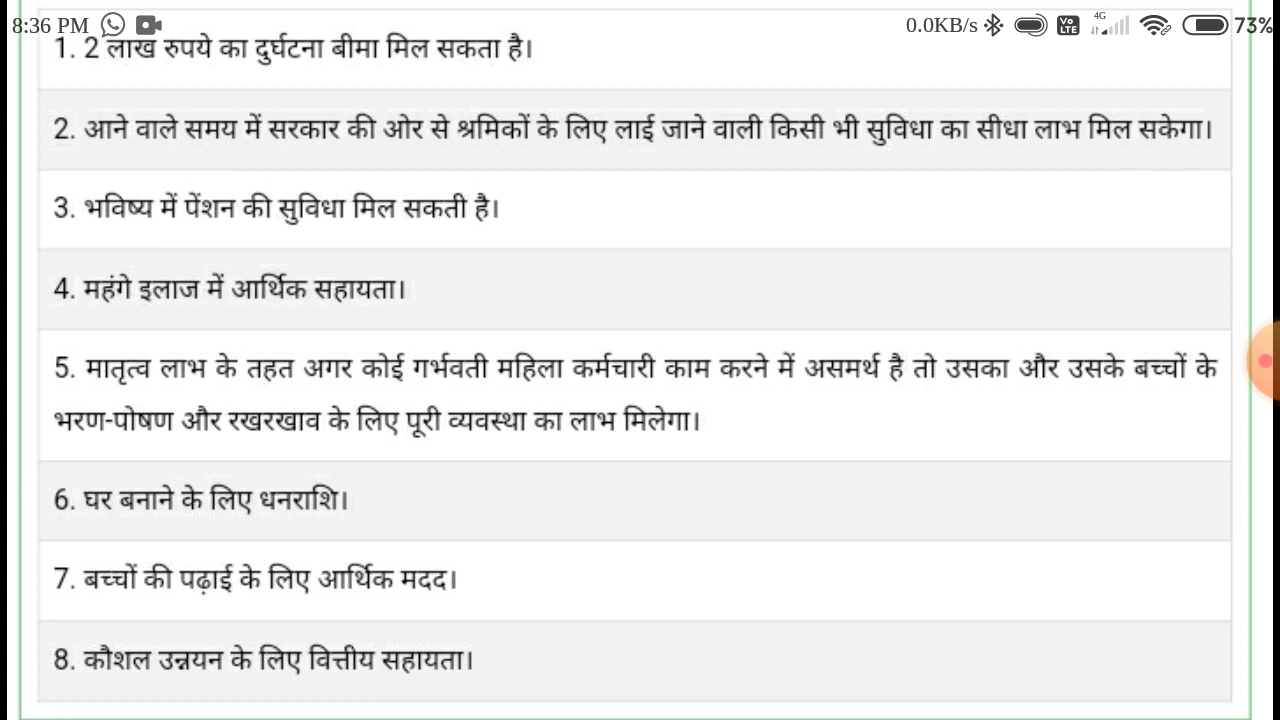 8:36 PM 0.0KB/s Vo LTE 4G 73%
1. 2 लाख रुपये का दुर्घटना बीमा मिल सकता है।
2. आने वाले समय में सरकार की ओर से श्रमिकों के लिए लाई जाने वाली किसी भी सुविधा का सीधा लाभ मिल सकेगा।
3. भविष्य में पेंशन की सुविधा मिल सकती है।
4. महंगे इलाज में आर्थिक सहायता।
5. मातृत्व लाभ के तहत अगर कोई गर्भवती महिला कर्मचारी काम करने में असमर्थ है तो उसका और उसके बच्चों के
भरण-पोषण और रखरखाव के लिए पूरी व्यवस्था का लाभ मिलेगा।
6. घर बनाने के लिए धनराशि।
7. बच्चों की पढ़ाई के लिए आर्थिक मदद।
8. कौशल उन्नयन के लिए वित्तीय सहायता।